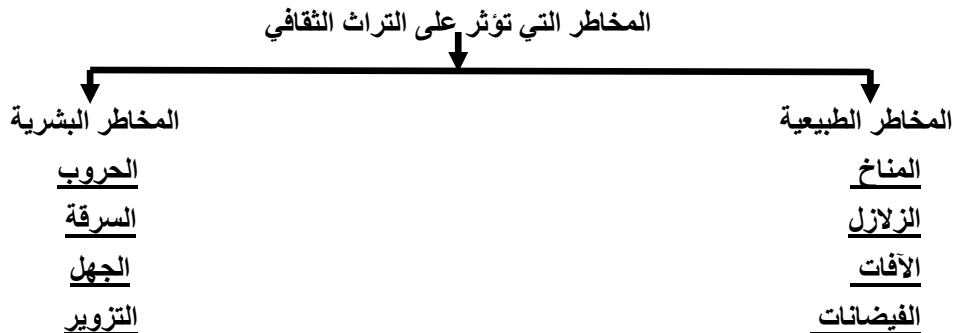 المخاطر التي تؤثر على التراث الثقافي
المخاطر الطبيعية
المناخ
الزلازل
الآفات
الفيضانات
المخاطر البشرية
الحروب
السرقة
الجهل
التزوير